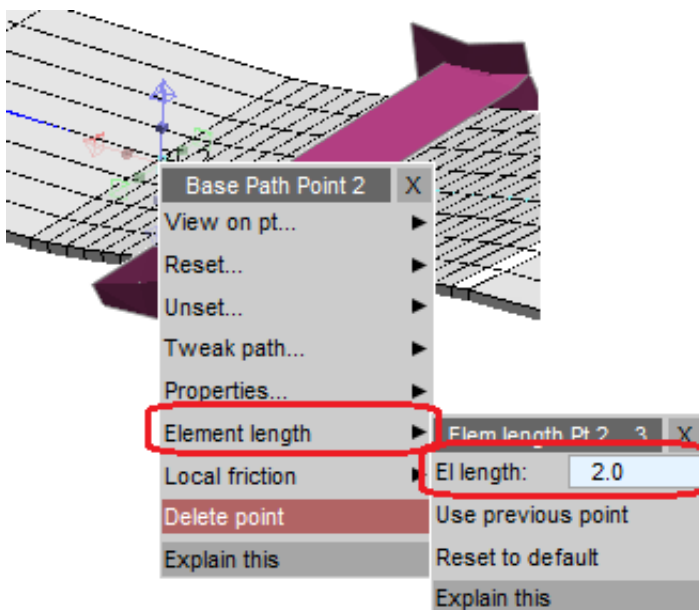 Base Path Point 2 X
View on pt...
Reset...
Unset...
Tweak path...
Properties...
Element length
Elem length Pt 2 3 X
Local friction
El length: 2.0
Delete point
Use previous point
Explain this
Reset to default
Explain this